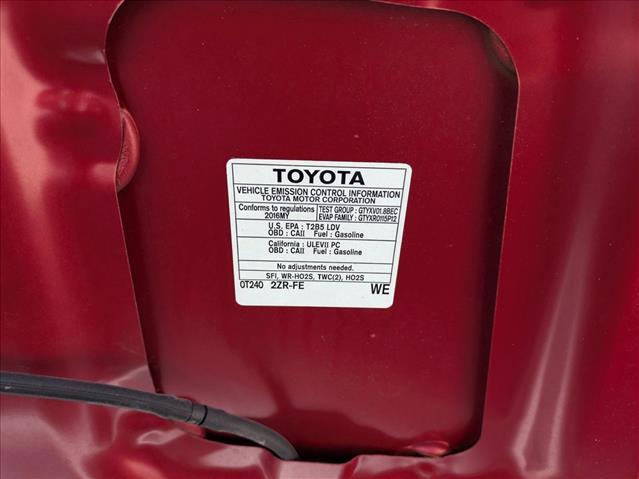 TOYOTA
VEHICLE EMISSION CONTROL INFORMATION
TOYOTA MOTOR CORPORATION
Conforms to regulations
2016MY
TEST GROUP : GTYXV01.8BEC
EVAP FAMILY : GTYXR0115P12
U.S. EPA : T2B5 LDV
OBD : CAII Fuel : Gasoline
California : ULEVII PC
OBD : CAII Fuel : Gasoline
No adjustments needed.
SFI, WR-HO2S, TWC(2), HO2S
0T240 2ZR-FE WE